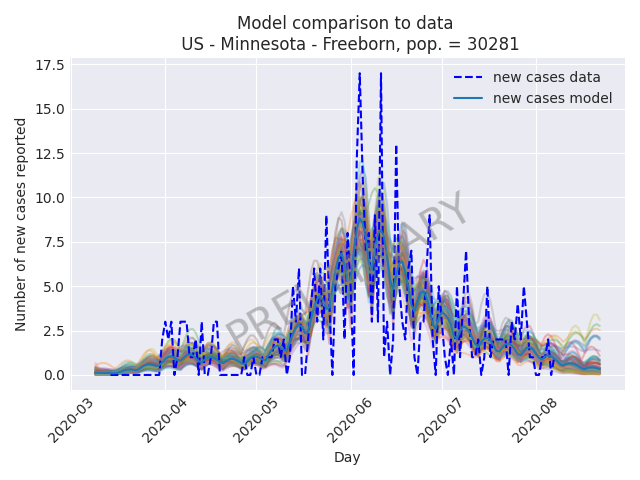 Model comparison to data
US - Minnesota - Freeborn, pop. = 30281
17.5
15.0
12.5
10.0
7.5
5.0
2.5
0.0
Number of new cases reported
new cases data
new cases model
PRELIMINARY
2020-03
2020-04
2020-05
2020-06
2020-07
2020-08
Day